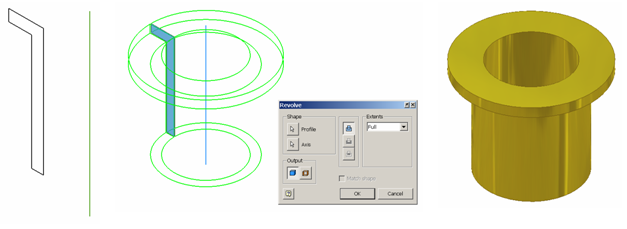 Revolve
Shape
Profile
Axis
Output
Extents
Full
Match shape
OK
Cancel